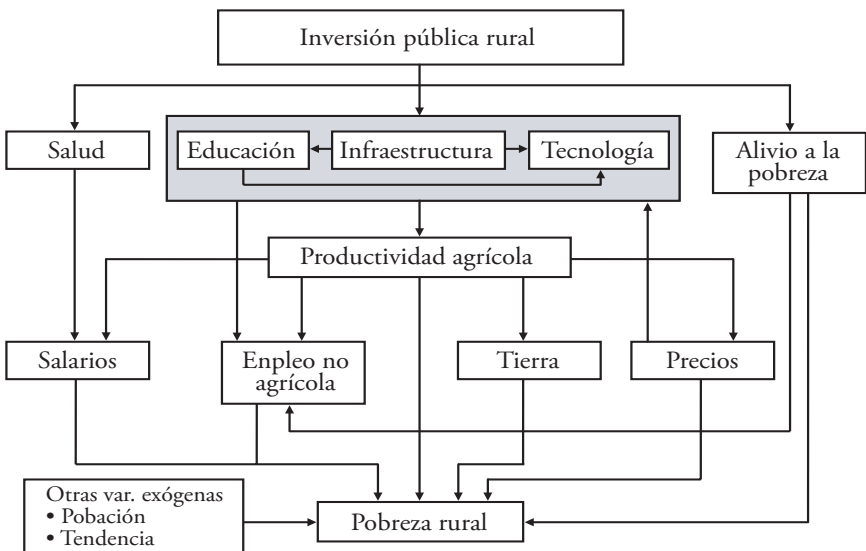 Inversión pública rural
Salud
Educación
Infraestructura
Tecnología
Alivio a la
pobreza
Productividad agrícola
Salarios
Enpleo no
agrícola
Tierra
Precios
Otras var. exógenas
• Pobación
• Tendencia
Pobreza rural